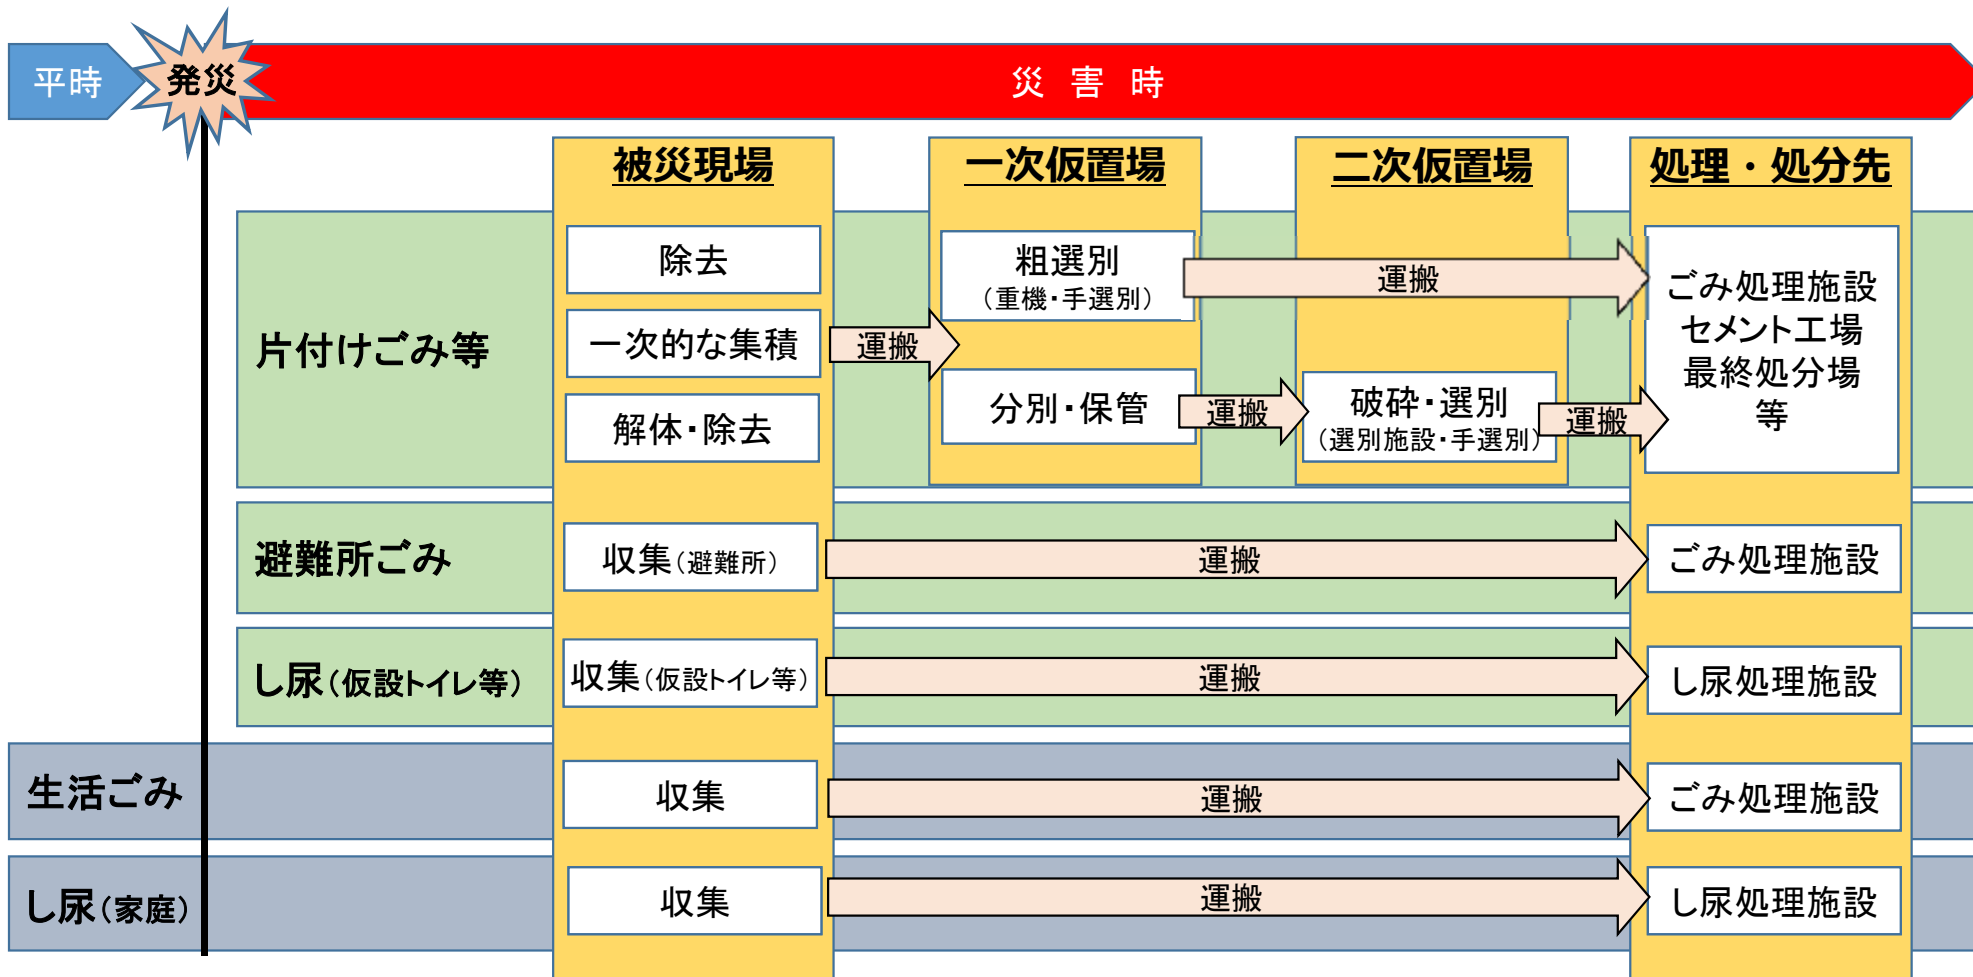 平時
発災
災害時
被災現場
一次仮置場
二次仮置場
処理・処分先
片付けごみ等
除去
一次的な集積
解体・除去
運搬
粗選別
（重機・手選別）
分別・保管
運搬
運搬
破砕・選別
（選別施設・手選別）
運搬
ごみ処理施設
セメント工場
最終処分場
等
避難所ごみ
収集（避難所）
運搬
ごみ処理施設
し尿（仮設トイレ等）
収集（仮設トイレ等）
運搬
し尿処理施設
生活ごみ
収集
運搬
ごみ処理施設
し尿（家庭）
収集
運搬
し尿処理施設